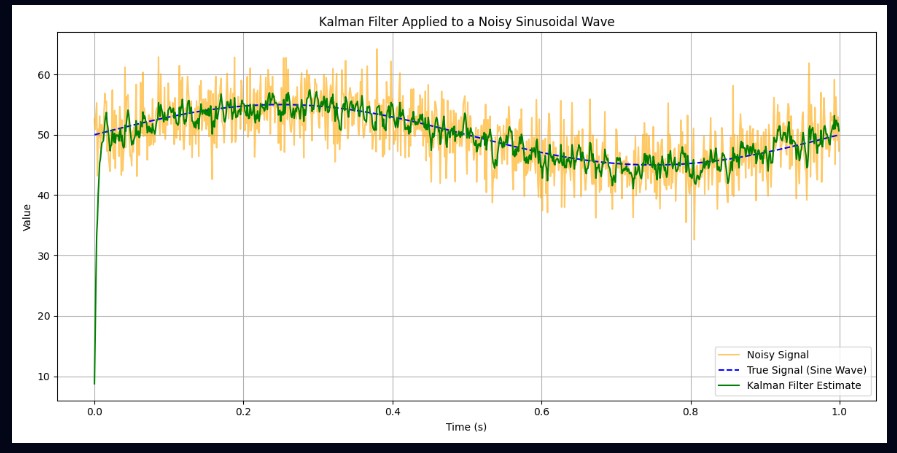 Kalman Filter Applied to a Noisy Sinusoidal Wave
60
50
40
30
20
10
Value
0.0 0.2 0.4 0.6 0.8 1.0
Time (s)
Noisy Signal
True Signal (Sine Wave)
Kalman Filter Estimate